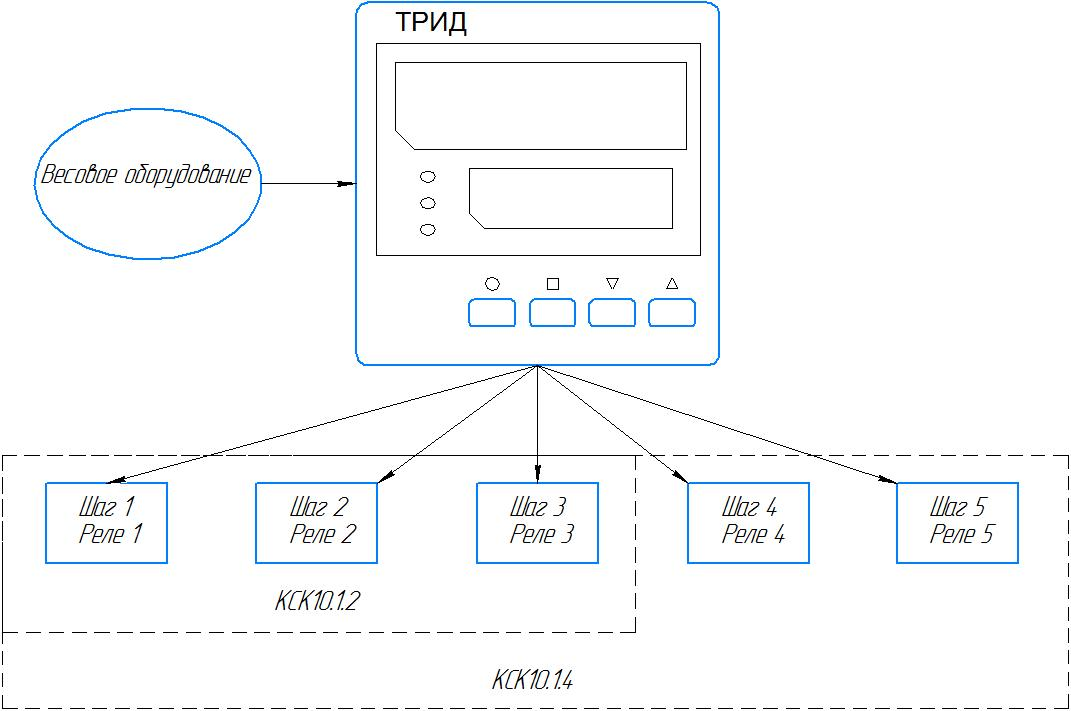 ТРИД
Весовое оборудование
Шаг 1
Реле 1
Шаг 2
Реле 2
Шаг 3
Реле 3
Шаг 4
Реле 4
Шаг 5
Реле 5
КСК10.1.2
КСК10.1.4